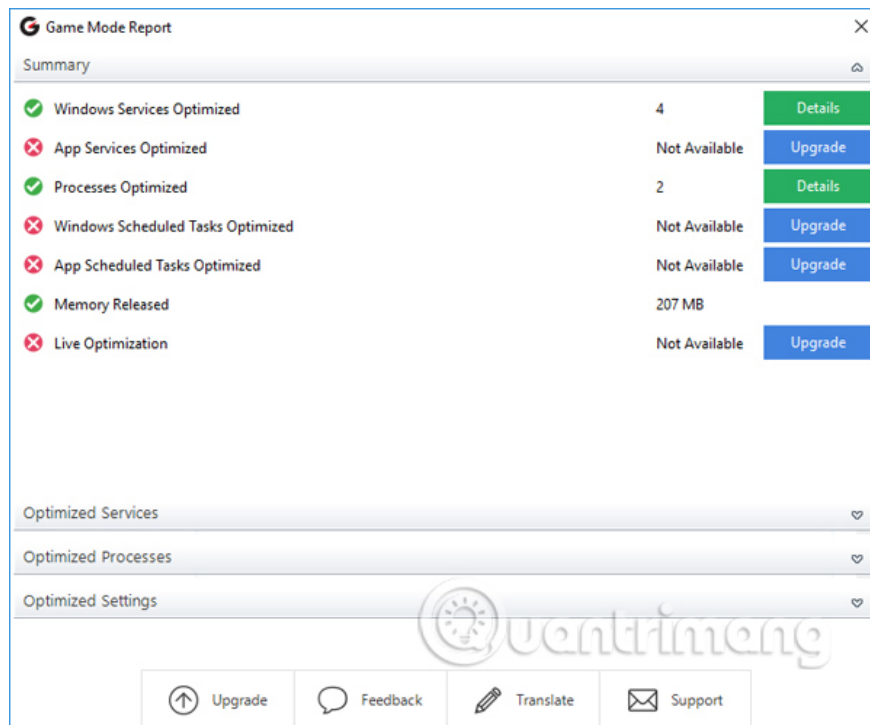 Game Mode Report
Summary
Windows Services Optimized 4 Details
App Services Optimized Not Available Upgrade
Processes Optimized 2 Details
Windows Scheduled Tasks Optimized Not Available Upgrade
App Scheduled Tasks Optimized Not Available Upgrade
Memory Released 207 MB
Live Optimization Not Available Upgrade
Optimized Services
Optimized Processes
Optimized Settings
Quantrimang
Upgrade Feedback Translate Support